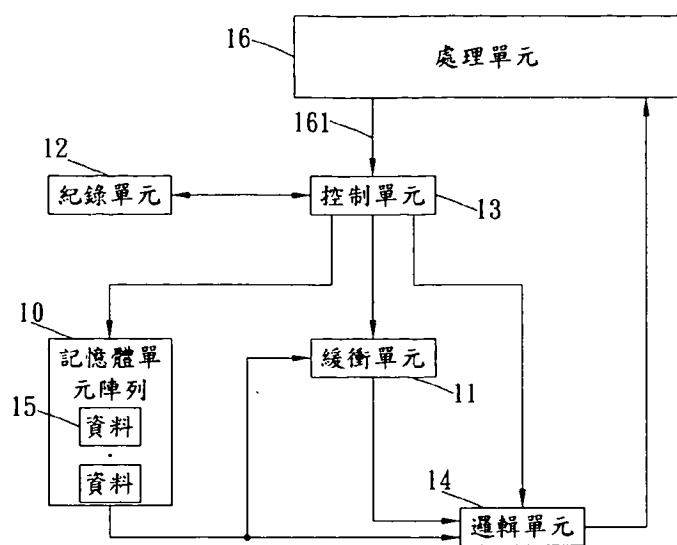 16
處理單元
161
12
紀錄單元
控制單元
13
10
記憶體單
元陣列
15
資料
資料
緩衝單元
11
14
邏輯單元